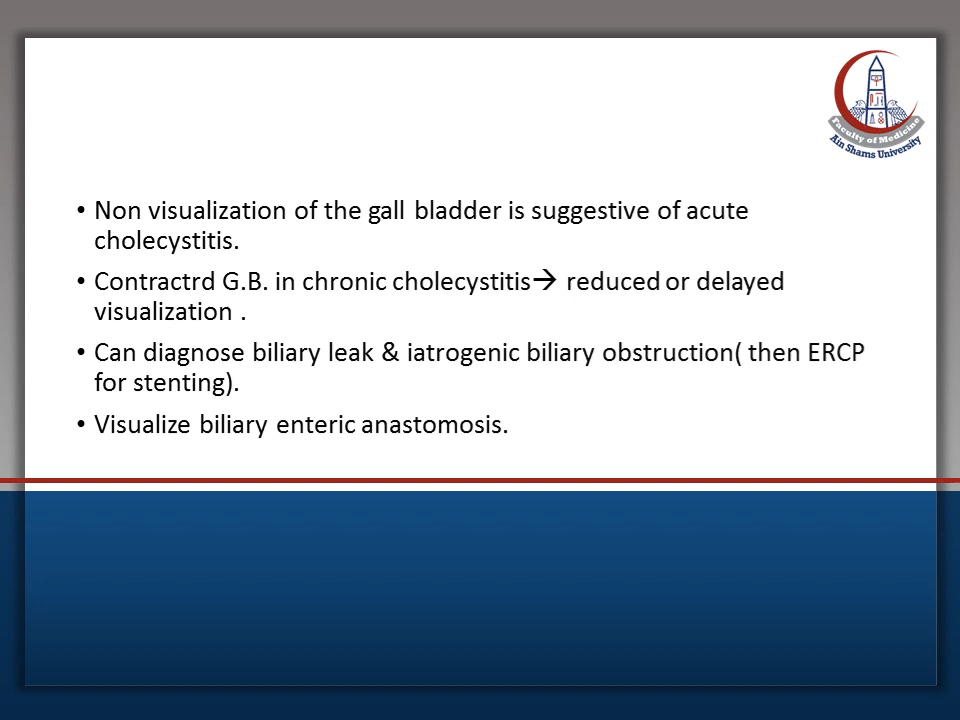 Faculty of Medicine
Ain Shams University
• Non visualization of the gall bladder is suggestive of acute
cholecystitis.
• Contractrd G.B. in chronic cholecystitis→ reduced or delayed
visualization .
• Can diagnose biliary leak & iatrogenic biliary obstruction( then ERCP
for stenting).
• Visualize biliary enteric anastomosis.